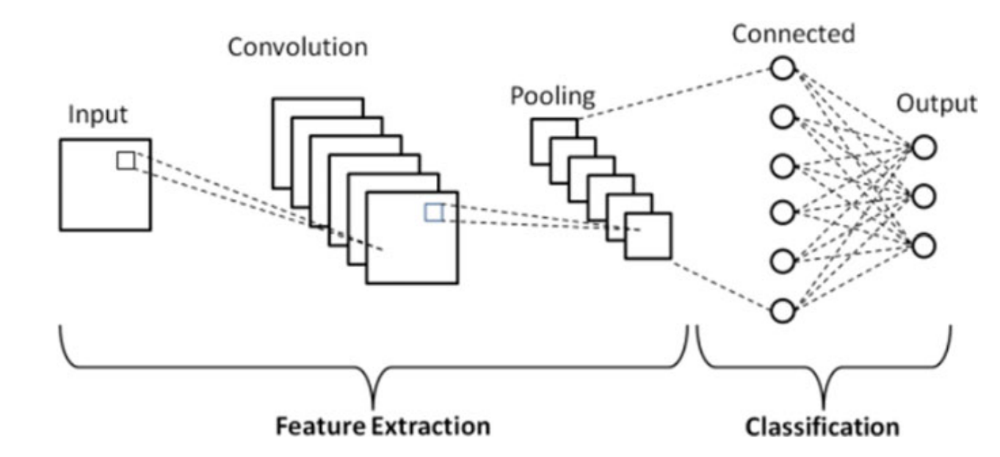 Input
Convolution
Pooling
Connected
Output
Feature Extraction
Classification